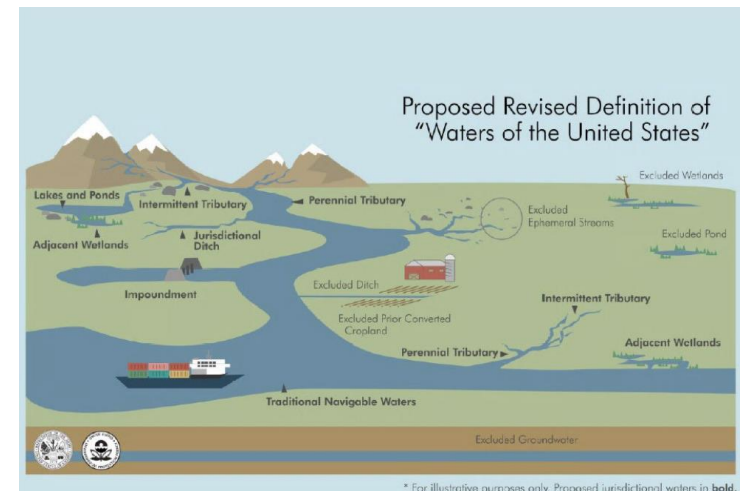 Proposed Revised Definition of
“Waters of the United States”
Excluded Wetlands
Lakes and Ponds
Intermittent Tributary
Perennial Tributary
Excluded
Ephemeral Streams
Adjacent Wetlands
Jurisdictional
Ditch
Excluded Pond
Impoundment
Excluded Ditch
Intermittent Tributary
Excluded Prior Converted
Cropland
Adjacent Wetlands
Perennial Tributary
Traditional Navigable Waters
Excluded Groundwater
* For illustrative purposes only. Proposed jurisdictional waters in bold.